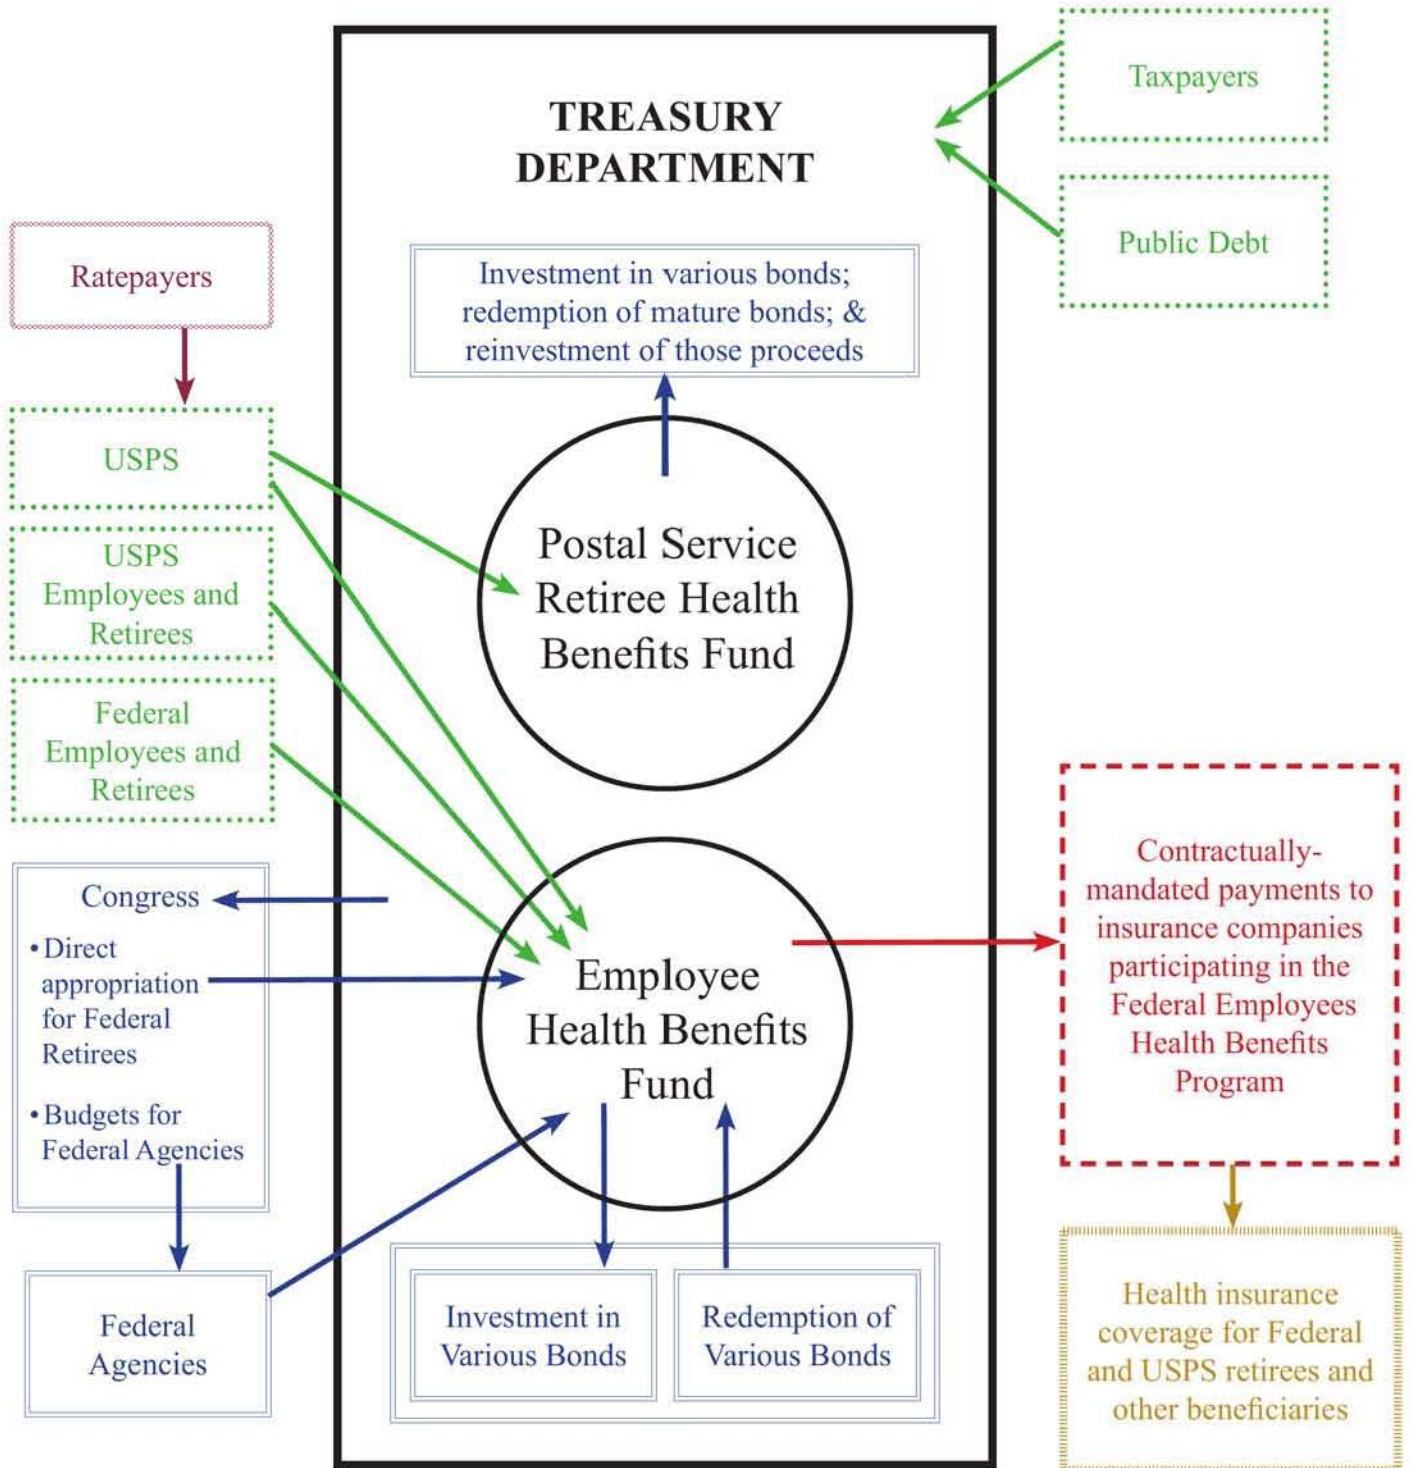 TREASURY
DEPARTMENT
Taxpayers
Public Debt
Ratepayers
Investment in various bonds;
redemption of mature bonds; &
reinvestment of those proceeds
USPS
USPS
Employees and
Retirees
Federal
Employees and
Retirees
Postal Service
Retiree Health
Benefits Fund
Congress
• Direct
appropriation
for Federal
Retirees
• Budgets for
Federal Agencies
Federal
Agencies
Employee
Health Benefits
Fund
Investment in
Various Bonds
Redemption of
Various Bonds
Contractually-
mandated payments to
insurance companies
participating in the
Federal Employees
Health Benefits
Program
Health insurance
coverage for Federal
and USPS retirees and
other beneficiaries